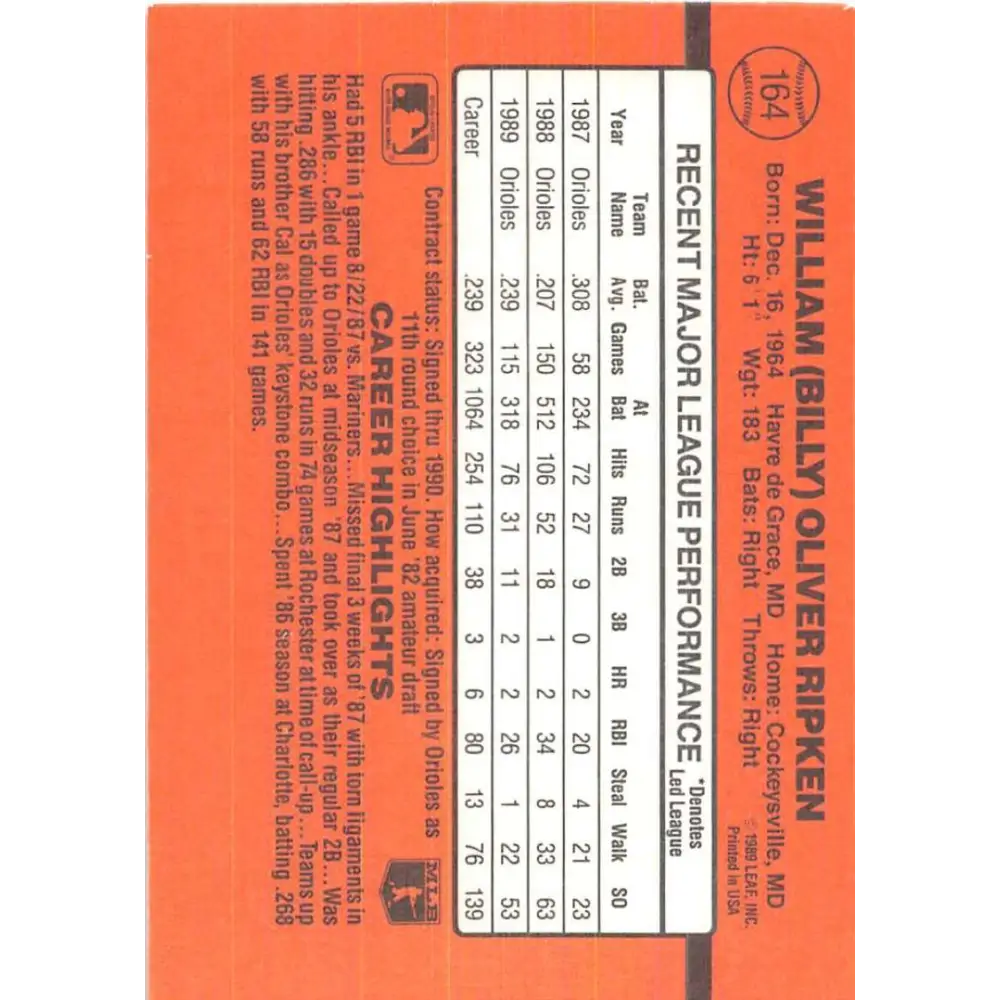 164
WILLIAM (BILLY) OLIVER RIPKEN
Born: Dec. 16, 1964 Havre de Grace, MD Home: Cockeysville, MD
Ht: 6' 1" Wgt: 183 Bats: Right Throws: Right
© 1989 LEAF, INC.
Printed in USA
RECENT MAJOR LEAGUE PERFORMANCE
*Denotes
Led League
Year Team Name Bat. Avg. Games At Bat Hits Runs 2B 3B HR RBI Steal Walk SO
1987 Orioles .308 58 234 72 27 9 0 2 20 4 21 23
1988 Orioles .207 150 512 106 52 18 1 2 34 8 33 63
1989 Orioles .239 115 318 76 31 11 2 2 26 1 22 53
Career .239 323 1064 254 110 38 3 6 80 13 76 139
Contract status: Signed thru 1990. How acquired: Signed by Orioles as
11th round choice in June '82 amateur draft
CAREER HIGHLIGHTS
MLB
Had 5 RBI in 1 game 8/22/87 vs. Mariners...Missed final 3 weeks of '87 with torn ligaments in
his ankle...Called up to Orioles at midseason '87 and took over as their regular 2B...Was
hitting .286 with 15 doubles and 32 runs in 74 games at Rochester at time of call-up...Teams up
with his brother Cal as Orioles' keystone combo...Spent '86 season at Charlotte, batting .268
with 58 runs and 62 RBI in 141 games.